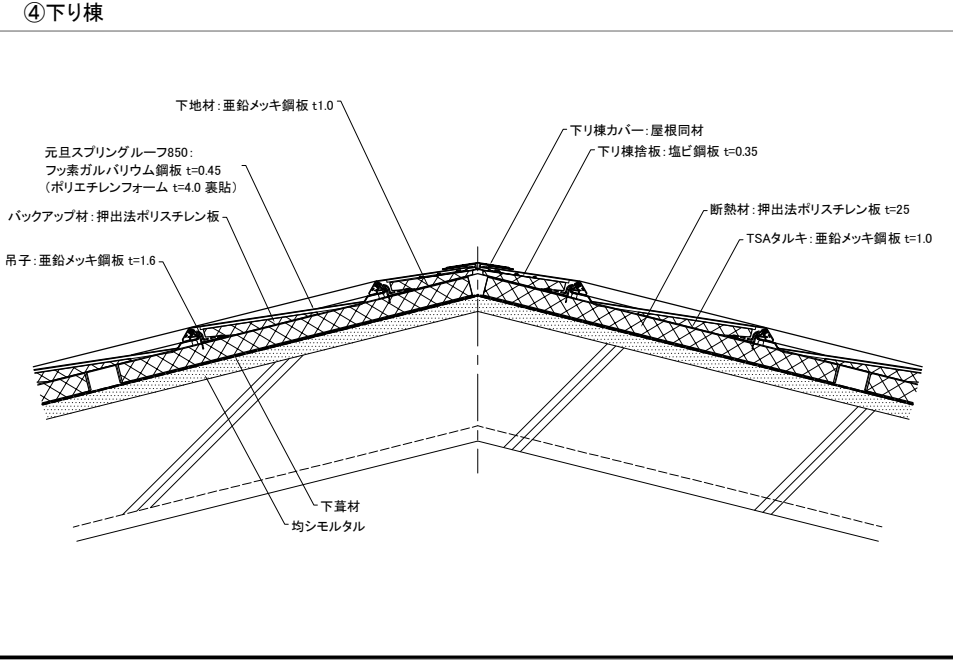 ④下り棟
下地材：亜鉛メッキ鋼板 t1.0
下り棟カバー：屋根同材
下り棟捨板：塩ビ鋼板 t=0.35
元旦スプリングルーフ850：
フッ素ガルバリウム鋼板 t=0.45
（ポリエチレンフォーム t=4.0 裏貼）
バックアップ材：押出法ポリスチレン板
断熱材：押出法ポリスチレン板 t=25
TSAタルキ：亜鉛メッキ鋼板 t=1.0
吊子：亜鉛メッキ鋼板 t=1.6
下葺材
均シモルタル